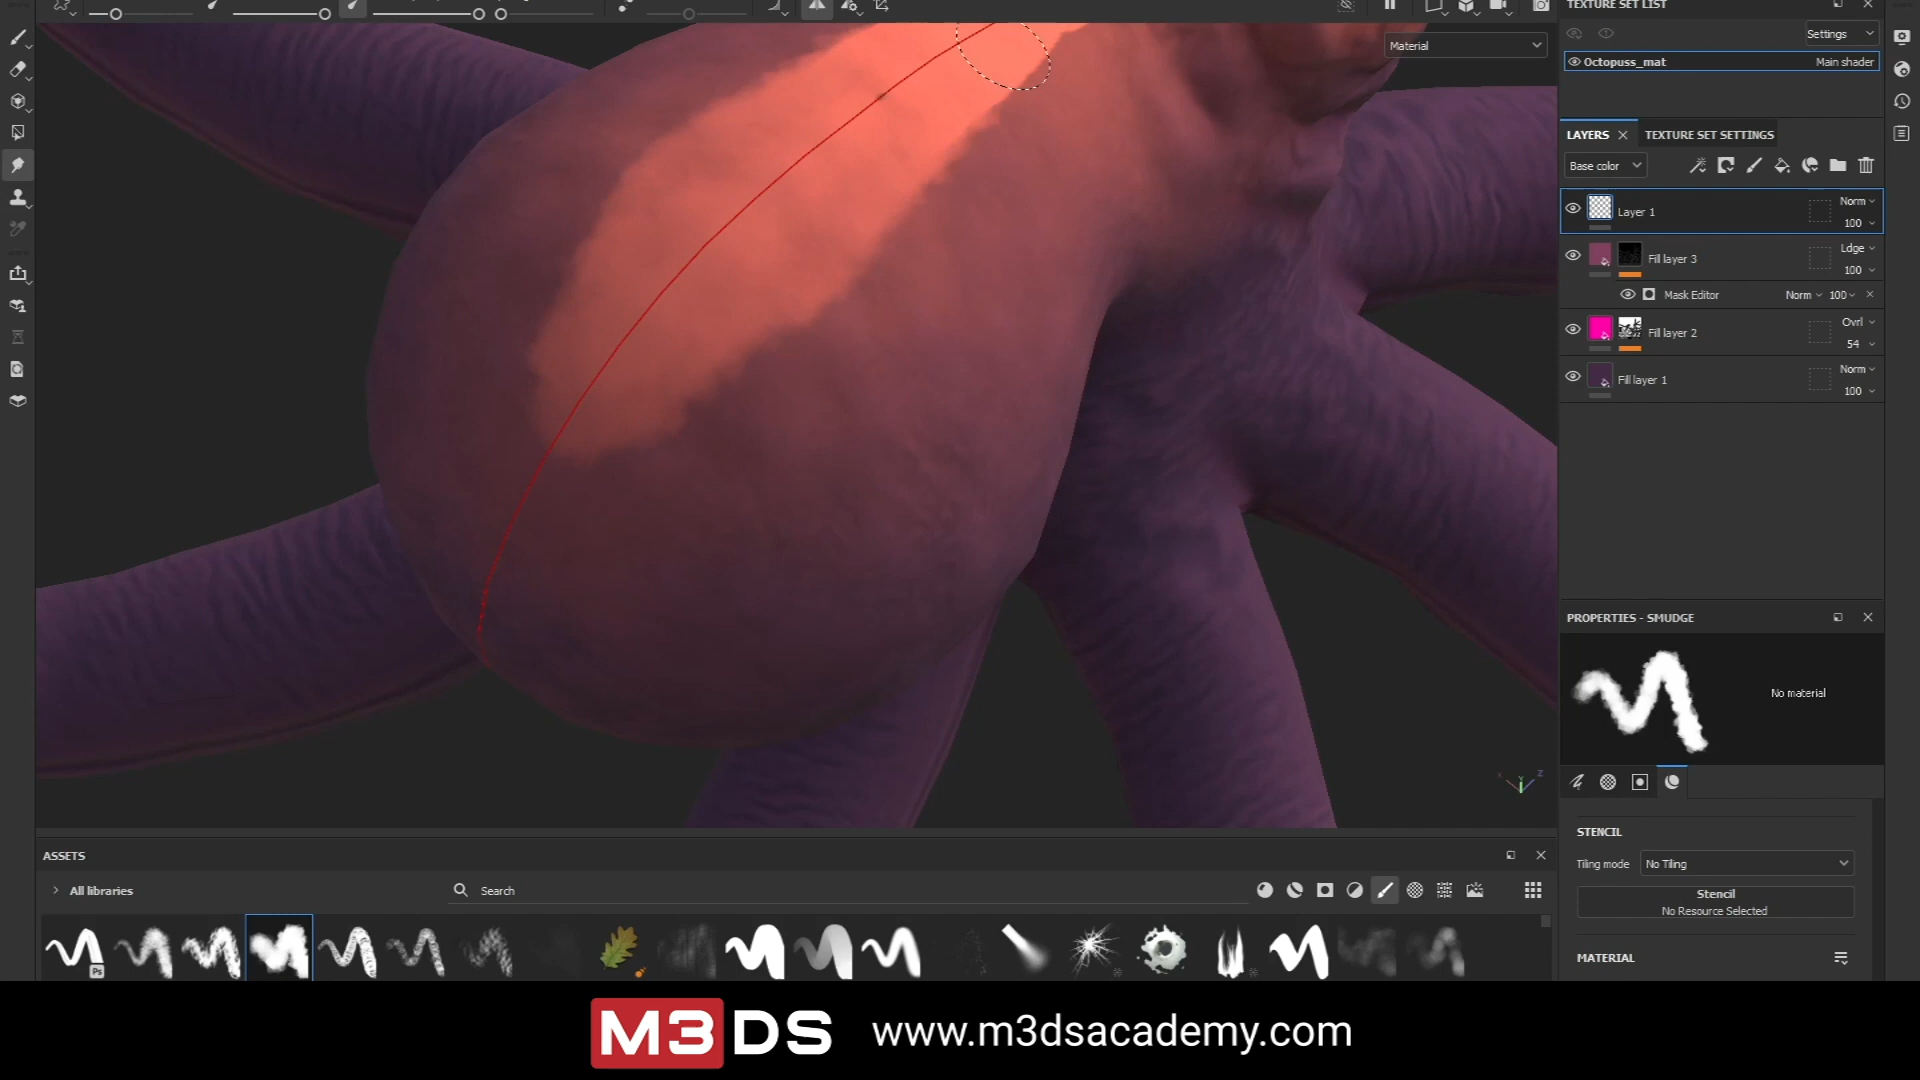 TEXTURE SET LIST
Material
Settings
Octopuss_mat Main shader
LAYERS TEXTURE SET SETTINGS
Base color
Norm
Layer 1
100
Ldge
Fill layer 3
100
Mask Editor Norm 100
Ovrl
Fill layer 2
54
Norm
Fill layer 1
100
PROPERTIES - SMUDGE
No material
X Y Z
STENCIL
Tiling mode No Tiling
Stencil
No Resource Selected
MATERIAL
ASSETS
All libraries
Search
Ps
M3DS www.m3dsacademy.com